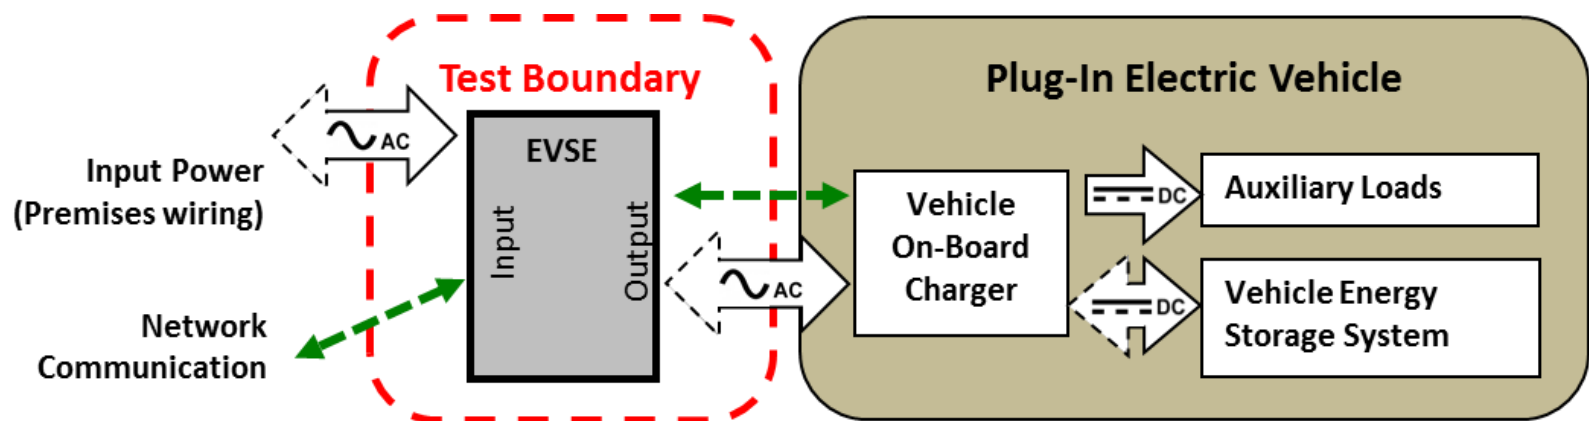 Test Boundary
Plug-In Electric Vehicle
AC
Input Power
(Premises wiring)
EVSE
Input
Output
Network
Communication
AC
Vehicle
On-Board
Charger
DC
Auxiliary Loads
DC
Vehicle Energy
Storage System